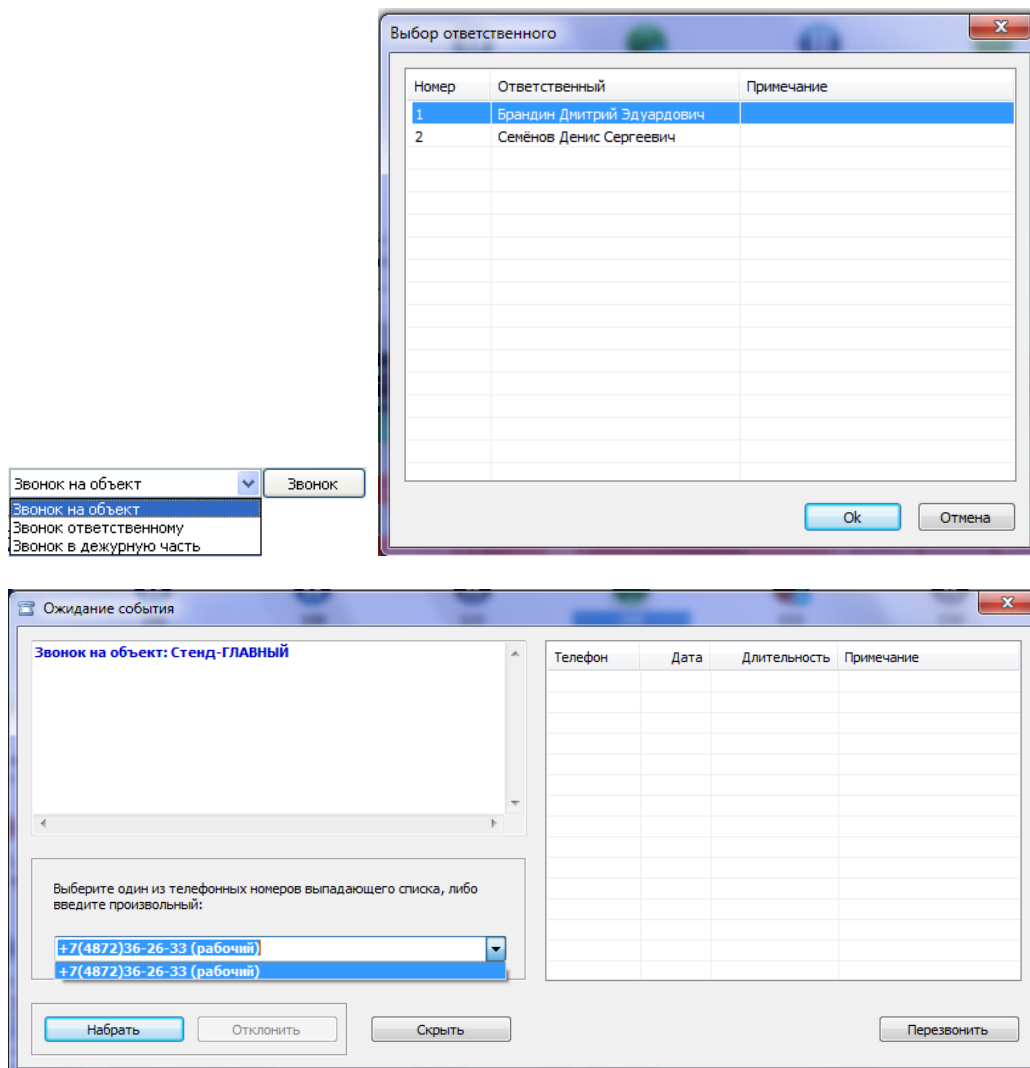 Выбор ответственного
Номер Ответственный Примечание
1 Брандин Дмитрий Эдуардович
2 Семёнов Денис Сергеевич
Ok Отмена
Звонок на объект Звонок
Звонок на объект
Звонок ответственному
Звонок в дежурную часть
Ожидание события
Звонок на объект: Стенд-ГЛАВНЫЙ
Телефон Дата Длительность Примечание
Выберите один из телефонных номеров выпадающего списка, либо
введите произвольный:
+7(4872)36-26-33 (рабочий)
+7(4872)36-26-33 (рабочий)
Набрать Отклонить Скрыть Перезвонить